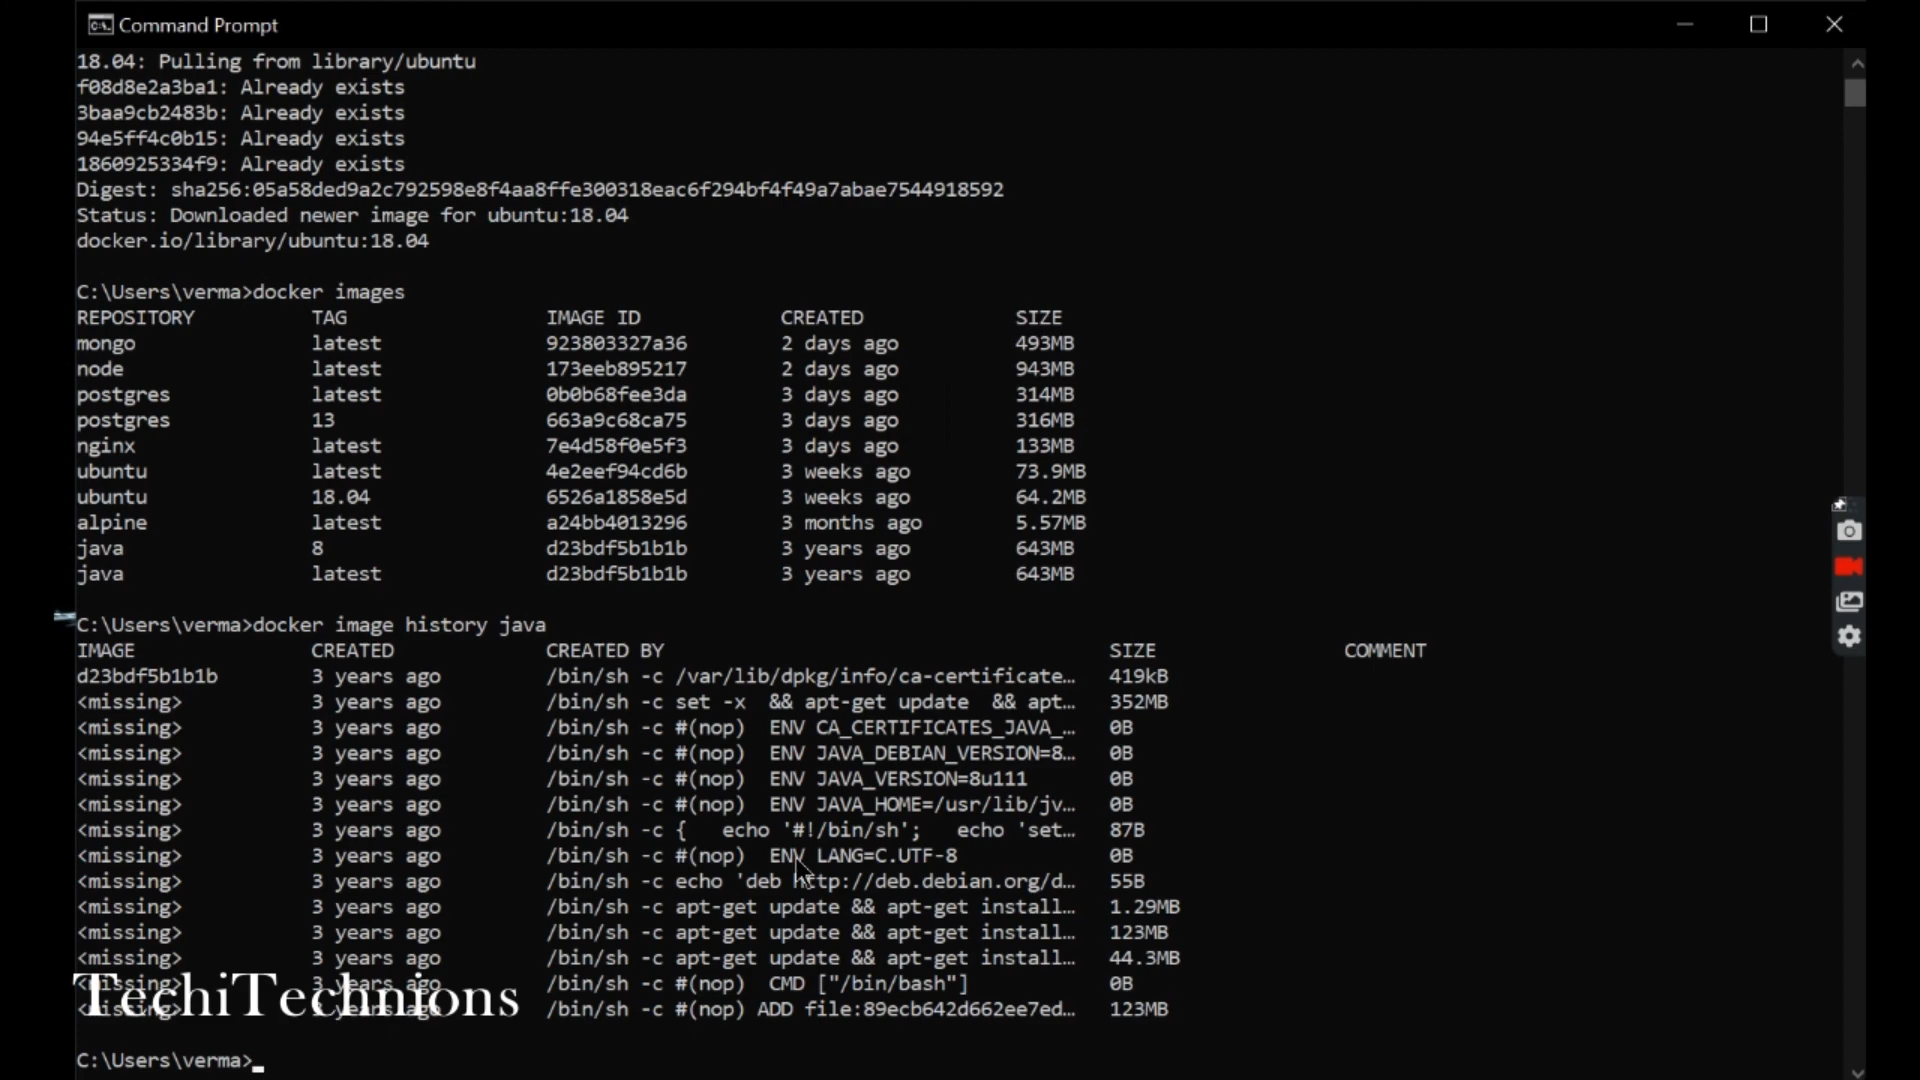 Command Prompt
18.04: Pulling from library/ubuntu
f08d8e2a3ba1: Already exists
3baa9cb2483b: Already exists
94e5ff4c0b15: Already exists
1860925334f9: Already exists
Digest: sha256:05a58ded9a2c792598e8f4aa8ffe300318eac6f294bf4f49a7abae7544918592
Status: Downloaded newer image for ubuntu:18.04
docker.io/library/ubuntu:18.04
C:\Users\verma>docker images
REPOSITORY TAG IMAGE ID CREATED SIZE
mongo latest 923803327a36 2 days ago 493MB
node latest 173eeb895217 2 days ago 943MB
postgres latest 0b0b68fee3da 3 days ago 314MB
postgres 13 663a9c68ca75 3 days ago 316MB
nginx latest 7e4d58f0e5f3 3 days ago 133MB
ubuntu latest 4e2eef94cd6b 3 weeks ago 73.9MB
ubuntu 18.04 6526a1858e5d 3 weeks ago 64.2MB
alpine latest a24bb4013296 3 months ago 5.57MB
java 8 d23bdf5b1b1b 3 years ago 643MB
java latest d23bdf5b1b1b 3 years ago 643MB
C:\Users\verma>docker image history java
IMAGE CREATED CREATED BY SIZE COMMENT
d23bdf5b1b1b 3 years ago /bin/sh -c /var/lib/dpkg/info/ca-certificate… 419kB
<missing> 3 years ago /bin/sh -c set -x  && apt-get update  && apt… 352MB
<missing> 3 years ago /bin/sh -c #(nop)  ENV CA_CERTIFICATES_JAVA_… 0B
<missing> 3 years ago /bin/sh -c #(nop)  ENV JAVA_DEBIAN_VERSION=8… 0B
<missing> 3 years ago /bin/sh -c #(nop)  ENV JAVA_VERSION=8u111 0B
<missing> 3 years ago /bin/sh -c #(nop)  ENV JAVA_HOME=/usr/lib/jv… 0B
<missing> 3 years ago /bin/sh -c {   echo '#!/bin/sh';   echo 'set… 87B
<missing> 3 years ago /bin/sh -c #(nop)  ENV LANG=C.UTF-8 0B
<missing> 3 years ago /bin/sh -c echo 'deb http://deb.debian.org/d… 55B
<missing> 3 years ago /bin/sh -c apt-get update && apt-get install… 1.29MB
<missing> 3 years ago /bin/sh -c apt-get update && apt-get install… 123MB
<missing> 3 years ago /bin/sh -c apt-get update && apt-get install… 44.3MB
<missing> 3 years ago /bin/sh -c #(nop)  CMD ["/bin/bash"] 0B
TechiTechnions
<missing> 3 years ago /bin/sh -c #(nop) ADD file:89ecb642d662ee7ed… 123MB
C:\Users\verma>